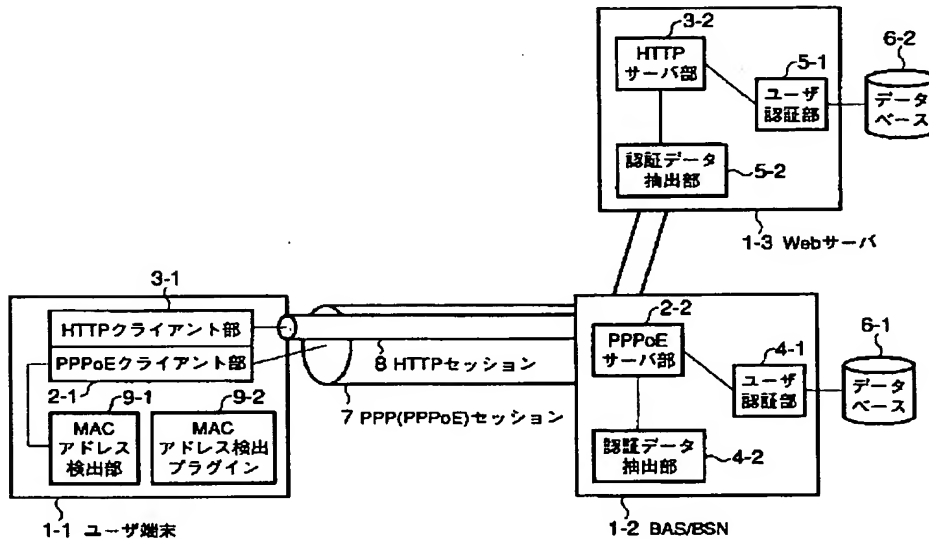 3-2
HTTP
サーバ部
5-1
ユーザ
認証部
6-2
データ
ベース
認証データ
抽出部
5-2
1-3 Webサーバ
3-1
HTTPクライアント部
PPPoEクライアント部
2-1
9-1
9-2
MAC
アドレス
検出部
MAC
アドレス検出
プラグイン
1-1 ユーザ端末
8 HTTPセッション
7 PPP(PPPoE)セッション
2-2
PPPoE
サーバ部
4-1
ユーザ
認証部
6-1
データ
ベース
認証データ
抽出部
4-2
1-2 BAS/BSN